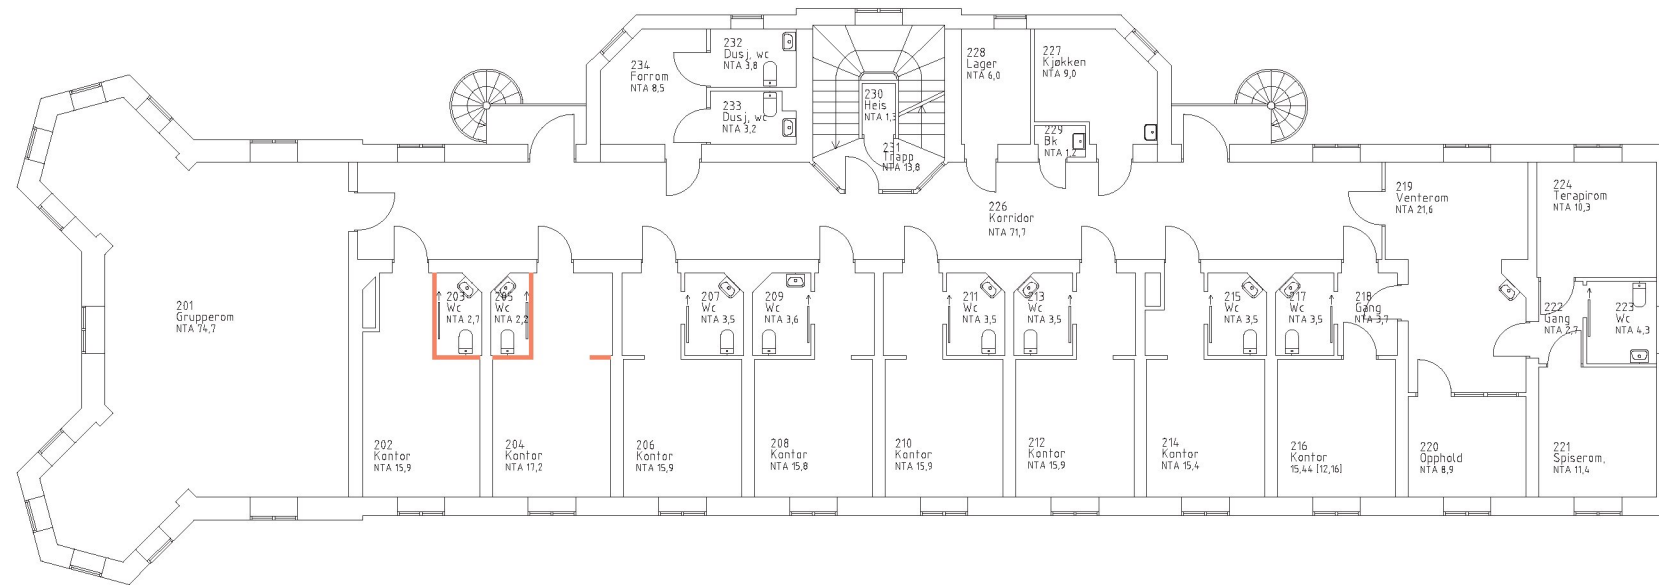 232
Dusj, wc
NTA 3,8
234
Forrom
NTA 8,5
233
Dusj, wc
NTA 3,2
230
Heis
NTA 1,3
231
Trapp
NTA 13,8
228
Lager
NTA 6,0
227
Kjøkken
NTA 9,0
229
Bk
NTA 1,2
226
Korridor
NTA 71,7
219
Venterom
NTA 21,6
224
Terapirom
NTA 10,3
201
Grupperom
NTA 74,7
203
Wc
NTA 2,7
205
Wc
NTA 2,2
207
Wc
NTA 3,5
209
Wc
NTA 3,6
211
Wc
NTA 3,5
213
Wc
NTA 3,5
215
Wc
NTA 3,5
217
Wc
NTA 3,5
218
Gang
NTA 3,7
222
Gang
NTA 2,7
223
Wc
NTA 4,3
202
Kontor
NTA 15,9
204
Kontor
NTA 17,2
206
Kontor
NTA 15,9
208
Kontor
NTA 15,8
210
Kontor
NTA 15,9
212
Kontor
NTA 15,9
214
Kontor
NTA 15,4
216
Kontor
15,44 [12,16]
220
Opphold
NTA 8,9
221
Spiserom,
NTA 11,4